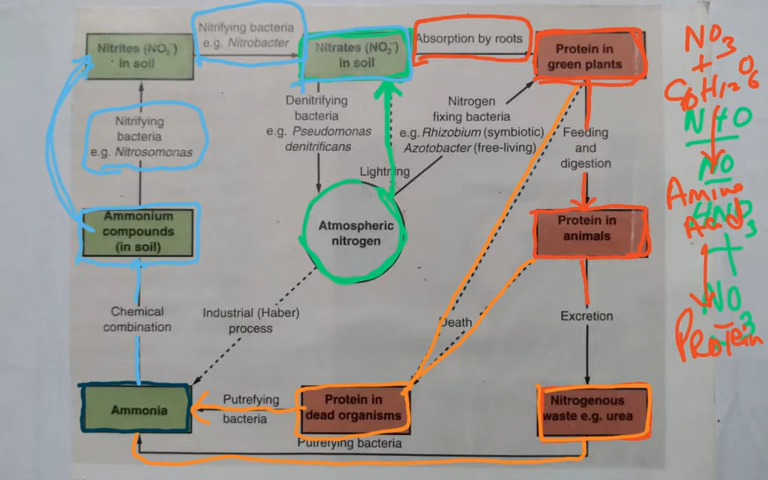 Nitrites (NO₂⁻)
in soil
Nitrifying bacteria
e.g. Nitrobacter
Nitrates (NO₃⁻)
in soil
Absorption by roots
Protein in
green plants
Nitrifying
bacteria
e.g. Nitrosomonas
Denitrifying
bacteria
e.g. Pseudomonas
denitrificans
Nitrogen
fixing bacteria
e.g. Rhizobium (symbiotic)
Azotobacter (free-living)
Feeding
and
digestion
Lightning
Ammonium
compounds
(in soil)
Atmospheric
nitrogen
Protein in
animals
Chemical
combination
Industrial (Haber)
process
Death
Excretion
Ammonia
Putrefying
bacteria
Protein in
dead organisms
Nitrogenous
waste e.g. urea
Putrefying bacteria
NO₃
+
C₆H₁₂O₆
NO
Amino
Acid
+
NO₃
Protein